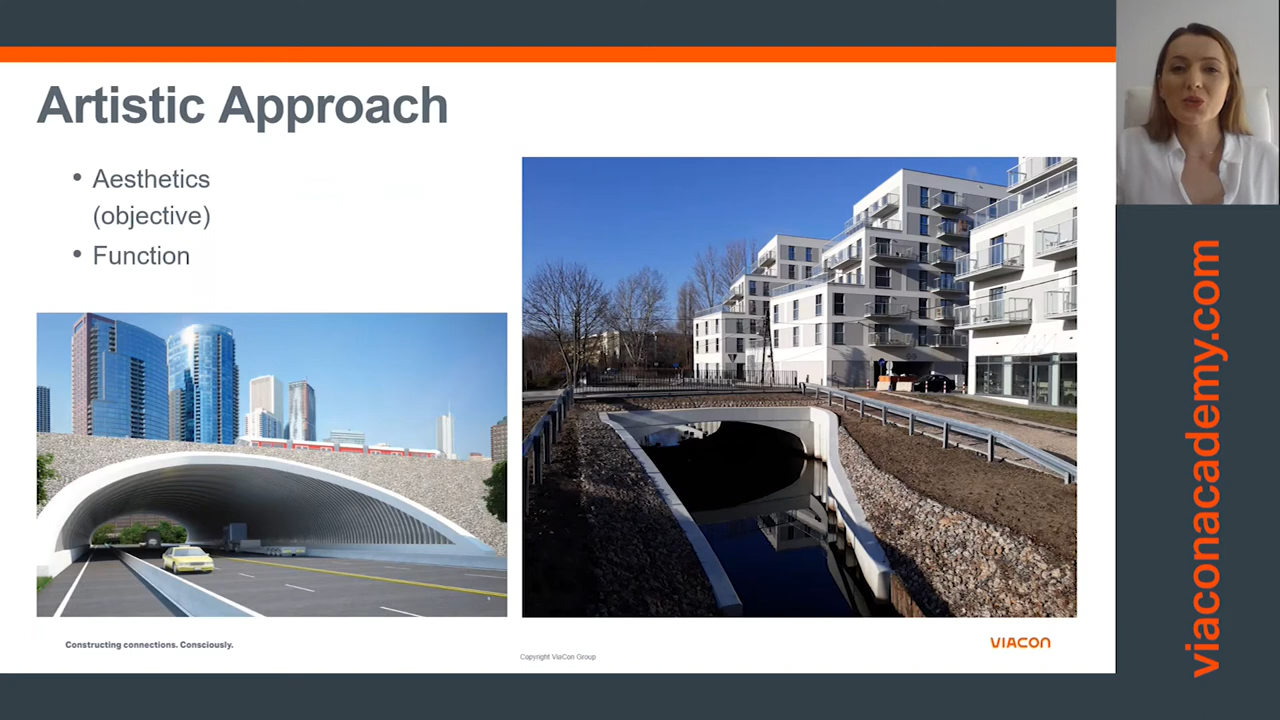 Artistic Approach
• Aesthetics
(objective)
• Function
Constructing connections. Consciously.
Copyright ViaCon Group
VIACON
viaconacademy.com